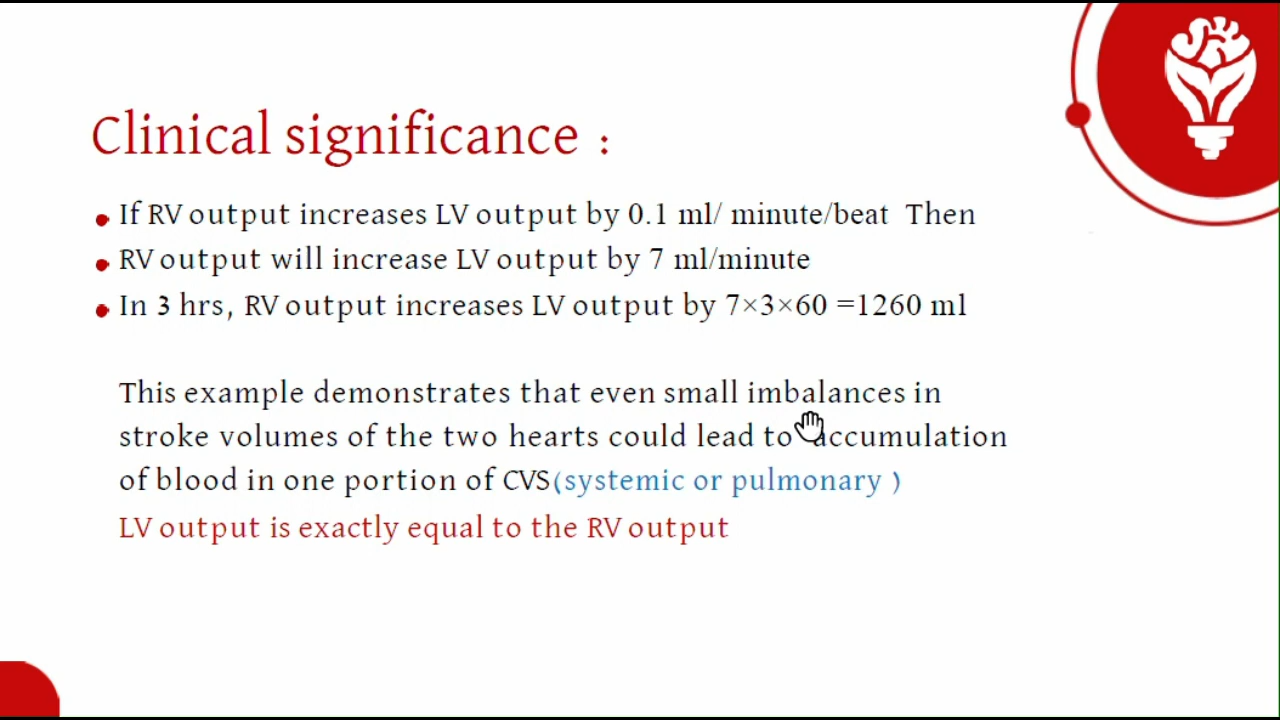 Clinical significance :
If RV output increases LV output by 0.1 ml/ minute/beat Then
RV output will increase LV output by 7 ml/minute
In 3 hrs, RV output increases LV output by 7×3×60 =1260 ml
This example demonstrates that even small imbalances in
stroke volumes of the two hearts could lead to accumulation
of blood in one portion of CVS(systemic or pulmonary )
LV output is exactly equal to the RV output